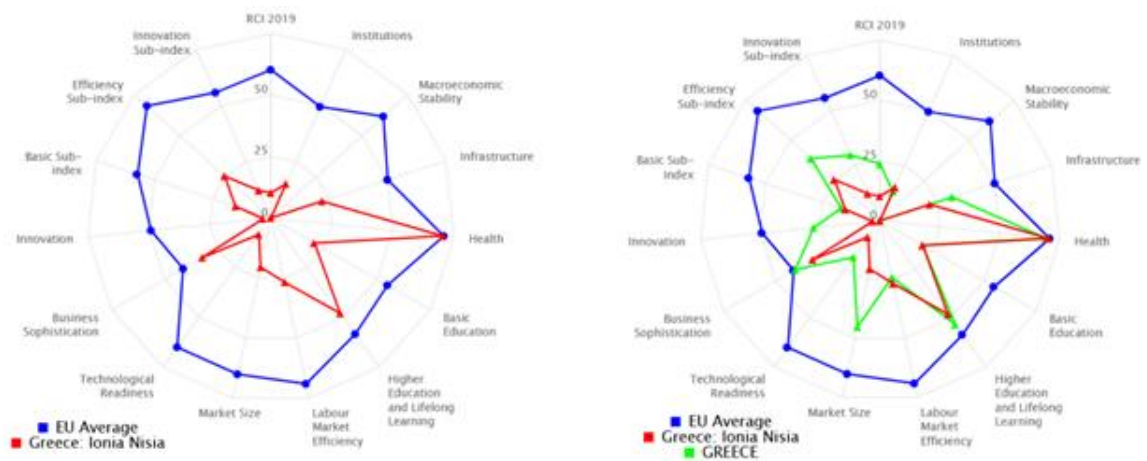 RCI 2019
Institutions
Macroeconomic
Stability
Infrastructure
Health
Basic
Education
Higher
Education
and Lifelong
Learning
Labour
Market
Efficiency
Market Size
Technological
Readiness
Business
Sophistication
Innovation
Basic Sub-
index
Efficiency
Sub-index
Innovation
Sub-index
50
25
0
EU Average
Greece: Ionia Nisia
RCI 2019
Institutions
Macroeconomic
Stability
Infrastructure
Health
Basic
Education
Higher
Education
and Lifelong
Learning
Labour
Market
Efficiency
Market Size
Technological
Readiness
Business
Sophistication
Innovation
Basic Sub-
index
Efficiency
Sub-index
Innovation
Sub-index
50
25
0
EU Average
Greece: Ionia Nisia
GREECE